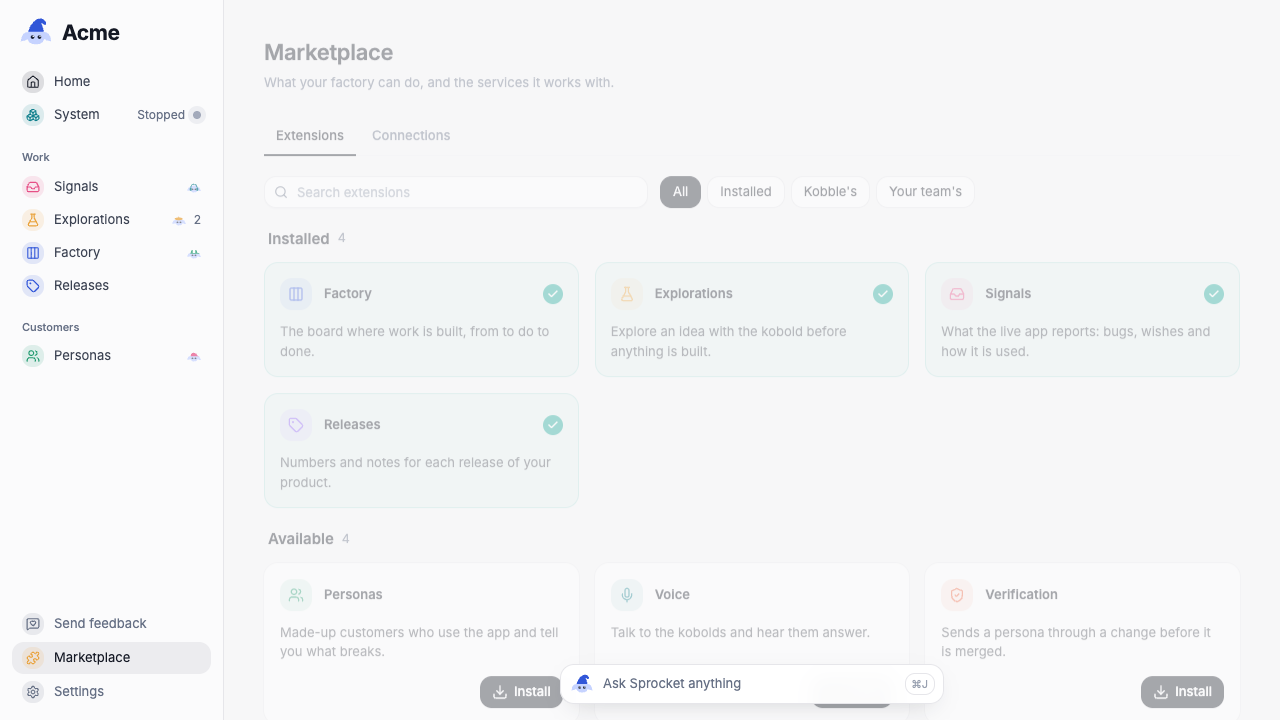 Acme
Home
System Stopped
Work
Signals
Explorations 2
Factory
Releases
Customers
Personas
Send feedback
Marketplace
Settings
Marketplace
What your factory can do, and the services it works with.
Extensions Connections
Search extensions All Installed Kobble's Your team's
Installed 4
Factory
The board where work is built, from to do to
done.
Explorations
Explore an idea with the kobold before
anything is built.
Signals
What the live app reports: bugs, wishes and
how it is used.
Releases
Numbers and notes for each release of your
product.
Available 4
Personas
Made-up customers who use the app and tell
you what breaks.
Install
Voice
Talk to the kobolds and hear them answer.
Verification
Sends a persona through a change before it
is merged.
Install
Ask Sprocket anything ⌘J